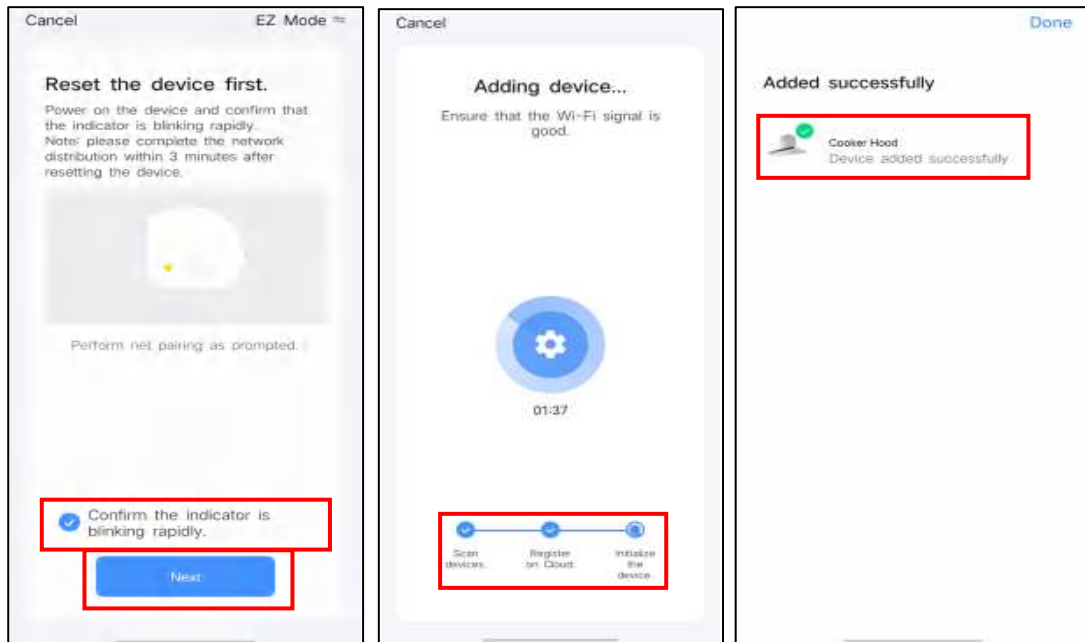 Cancel
EZ Mode ⇋
Reset the device first.
Power on the device and confirm that
the indicator is blinking rapidly.
Note: please complete the network
distribution within 3 minutes after
resetting the device.
Perform net pairing as prompted.
Confirm the indicator is
blinking rapidly.
Next
Cancel
Adding device...
Ensure that the Wi-Fi signal is
good.
01:37
Scan
devices.
Register
on Cloud.
Initialize
the
device.
Done
Added successfully
Cooker Hood
Device added successfully